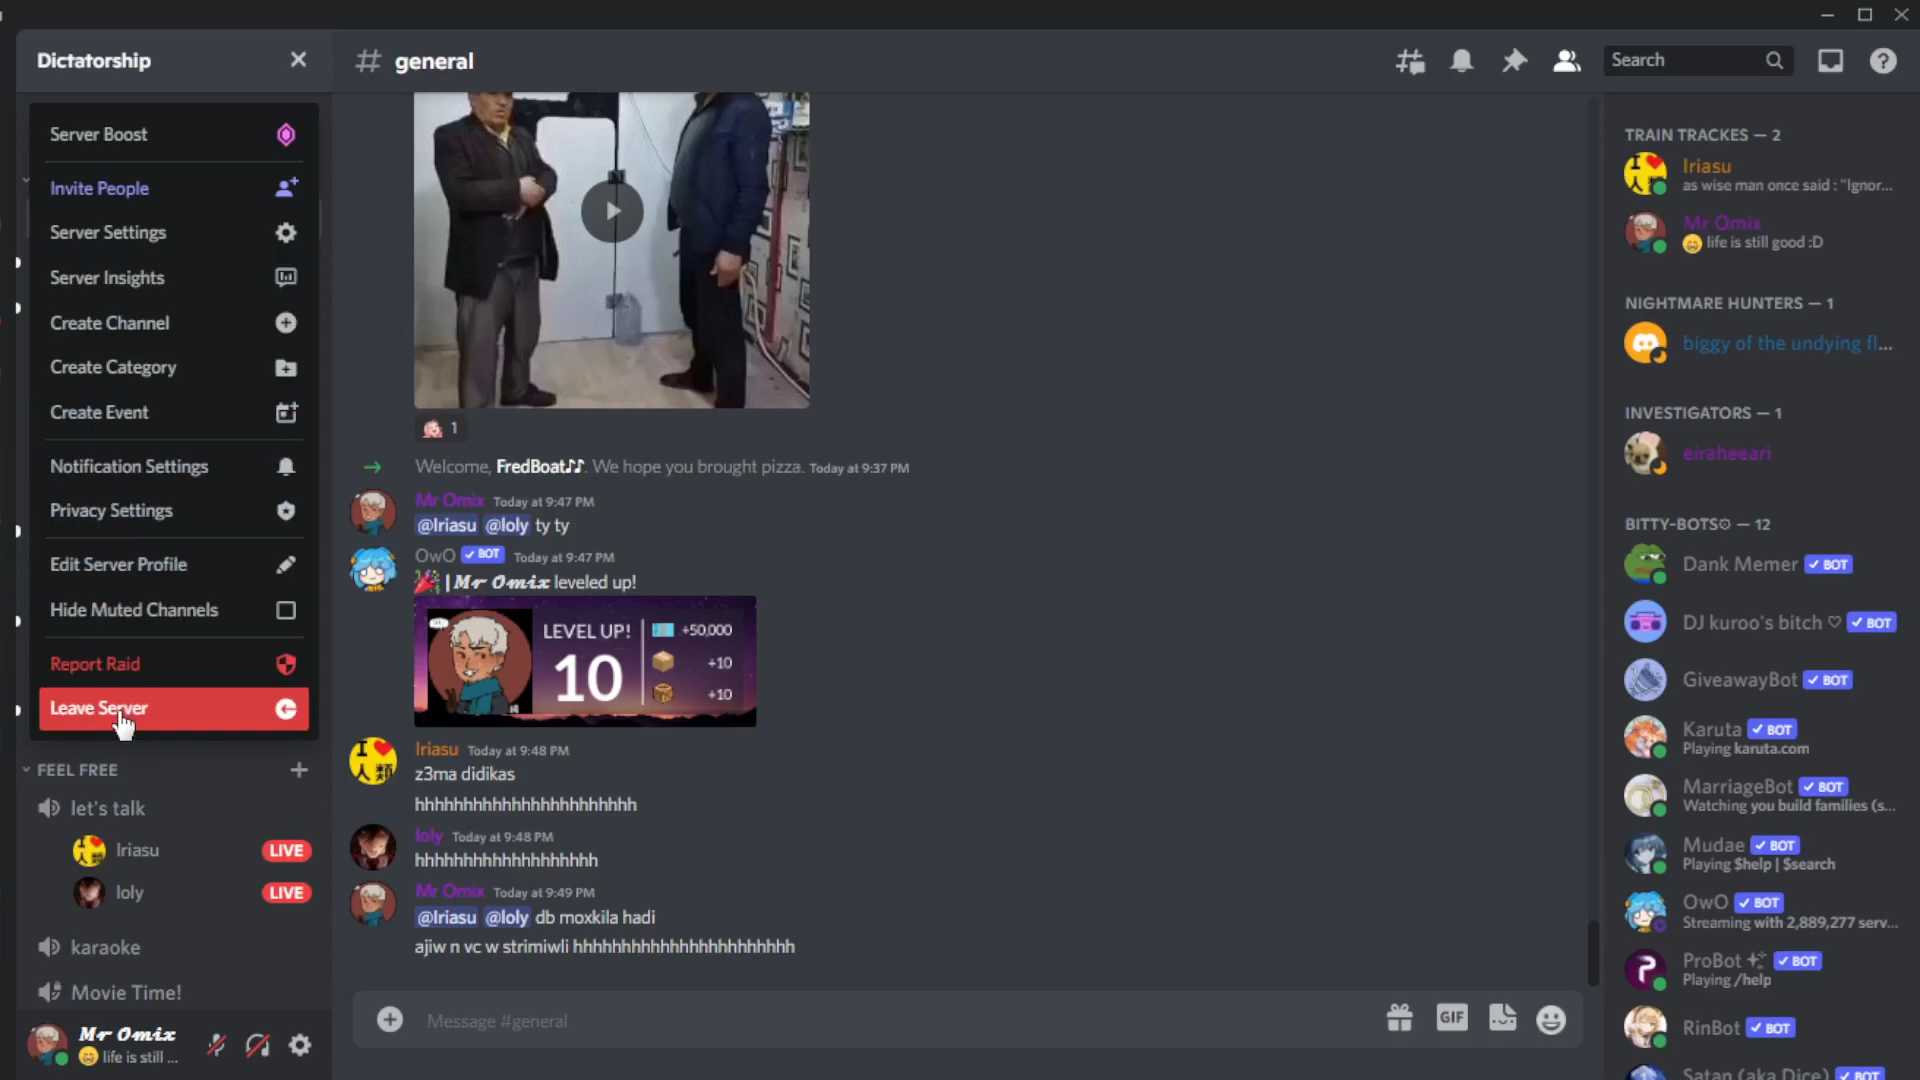 Dictatorship
Server Boost
Invite People
Server Settings
Server Insights
Create Channel
Create Category
Create Event
Notification Settings
Privacy Settings
Edit Server Profile
Hide Muted Channels
Report Raid
Leave Server
FEEL FREE
let's talk
Iriasu LIVE
loly LIVE
karaoke
Movie Time!
Mr Omix
life is still ...
# general
Search
1
Welcome, FredBoat♪♪. We hope you brought pizza. Today at 9:37 PM
Mr Omix Today at 9:47 PM
@Iriasu @loly ty ty
OwO ✓ BOT Today at 9:47 PM
| Mr Omix leveled up!
LEVEL UP!
10
+50,000
+10
+10
Iriasu Today at 9:48 PM
z3ma didikas
hhhhhhhhhhhhhhhhhhhhhhh
loly Today at 9:48 PM
hhhhhhhhhhhhhhhhhhh
Mr Omix Today at 9:49 PM
@Iriasu @loly db moxkila hadi
ajiw n vc w strimiwli hhhhhhhhhhhhhhhhhhhhhhh
Message #general
GIF
TRAIN TRACKES — 2
I
人類
Iriasu
as wise man once said : "Ignor...
Mr Omix
life is still good :D
NIGHTMARE HUNTERS — 1
biggy of the undying fl...
INVESTIGATORS — 1
eiraheeari
BITTY-BOTS⚙ — 12
Dank Memer ✓ BOT
DJ kuroo's bitch ♡ ✓ BOT
GiveawayBot ✓ BOT
Karuta ✓ BOT
Playing karuta.com
MarriageBot ✓ BOT
Watching you build families (s...
Mudae ✓ BOT
Playing $help | $search
OwO ✓ BOT
Streaming with 2,889,277 serv...
ProBot ✨ ✓ BOT
Playing /help
RinBot ✓ BOT
Satan (aka Dice) ✓ BOT